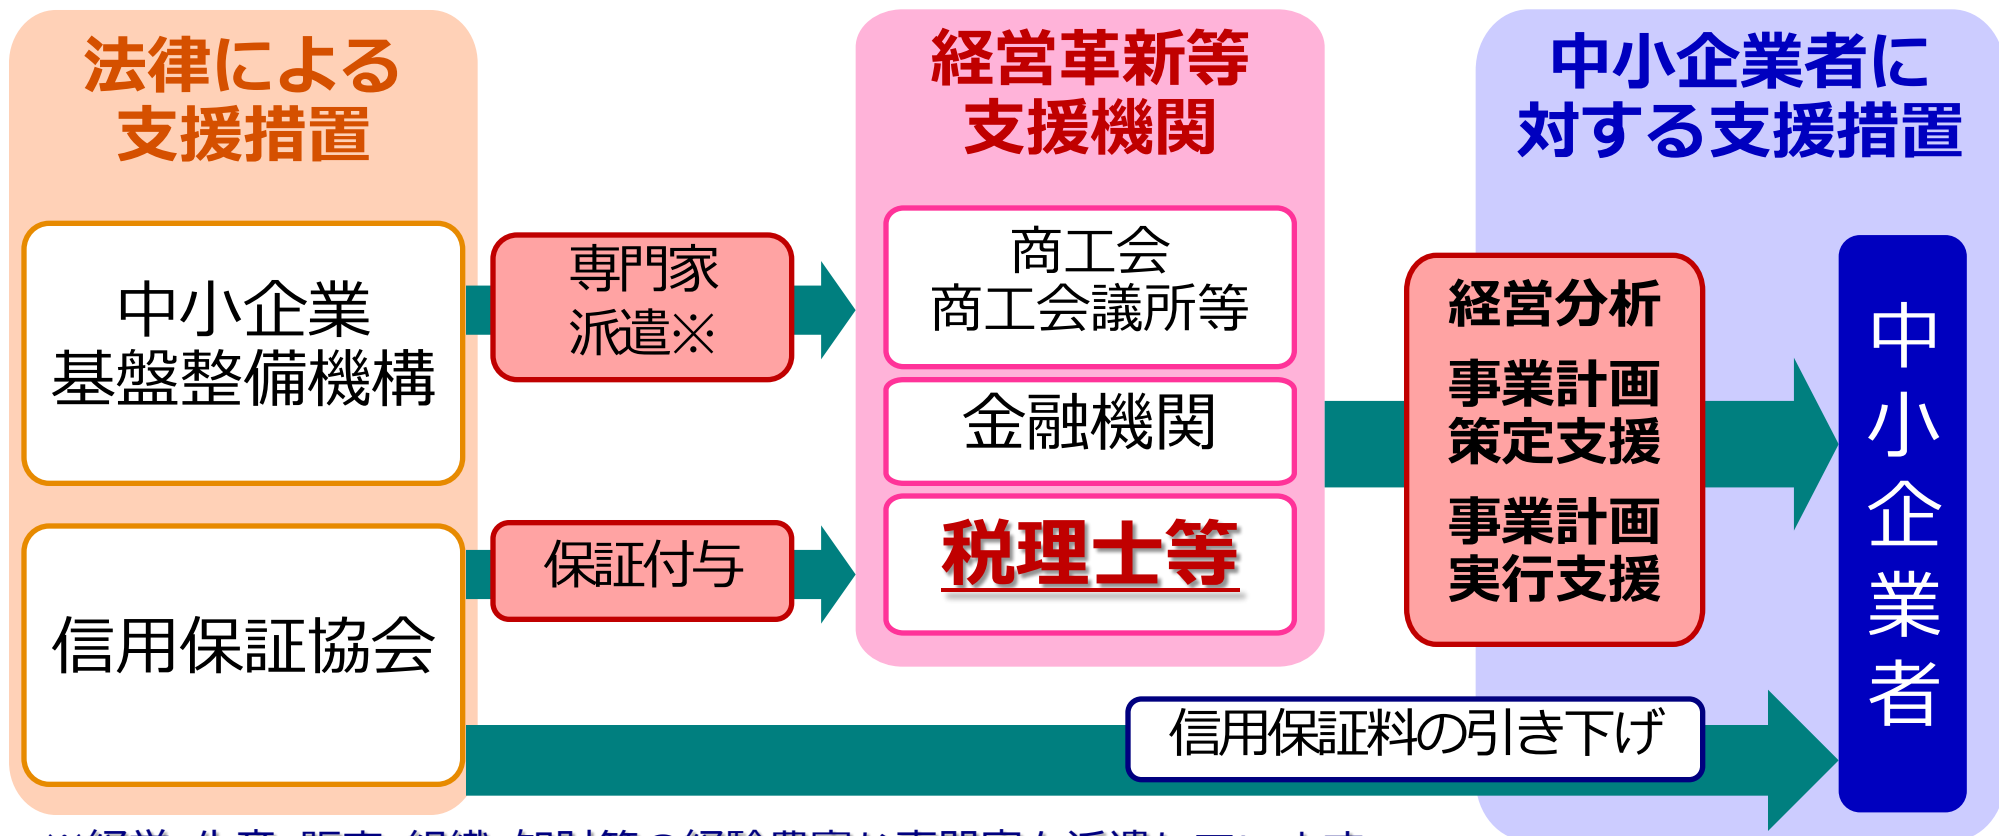 法律による
支援措置
中小企業
基盤整備機構
信用保証協会
専門家
派遣※
保証付与
経営革新等
支援機関
商工会
商工会議所等
金融機関
税理士等
中小企業者に
対する支援措置
経営分析
事業計画
策定支援
事業計画
実行支援
信用保証料の引き下げ
中小企業者